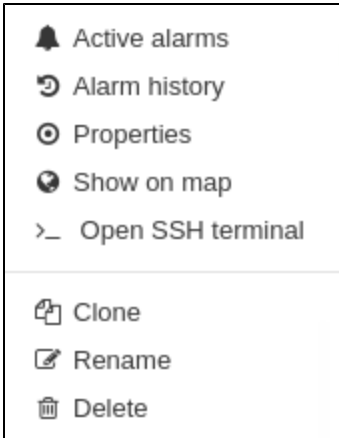 Active alarms
Alarm history
Properties
Show on map
Open SSH terminal
Clone
Rename
Delete